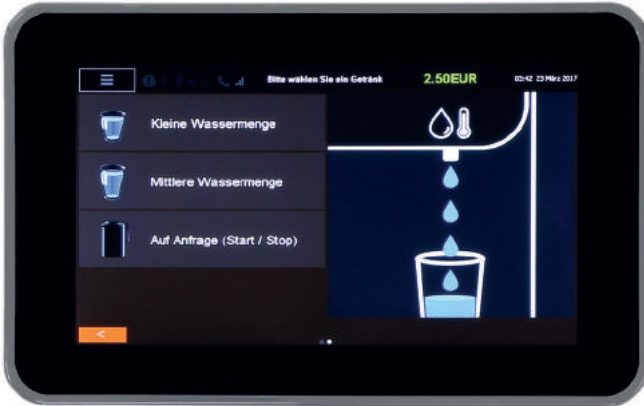 Bitte wählen Sie ein Getränk 2.50EUR 03:42 23 März 2017
Kleine Wassermenge
Mittlere Wassermenge
Auf Anfrage (Start / Stop)
<